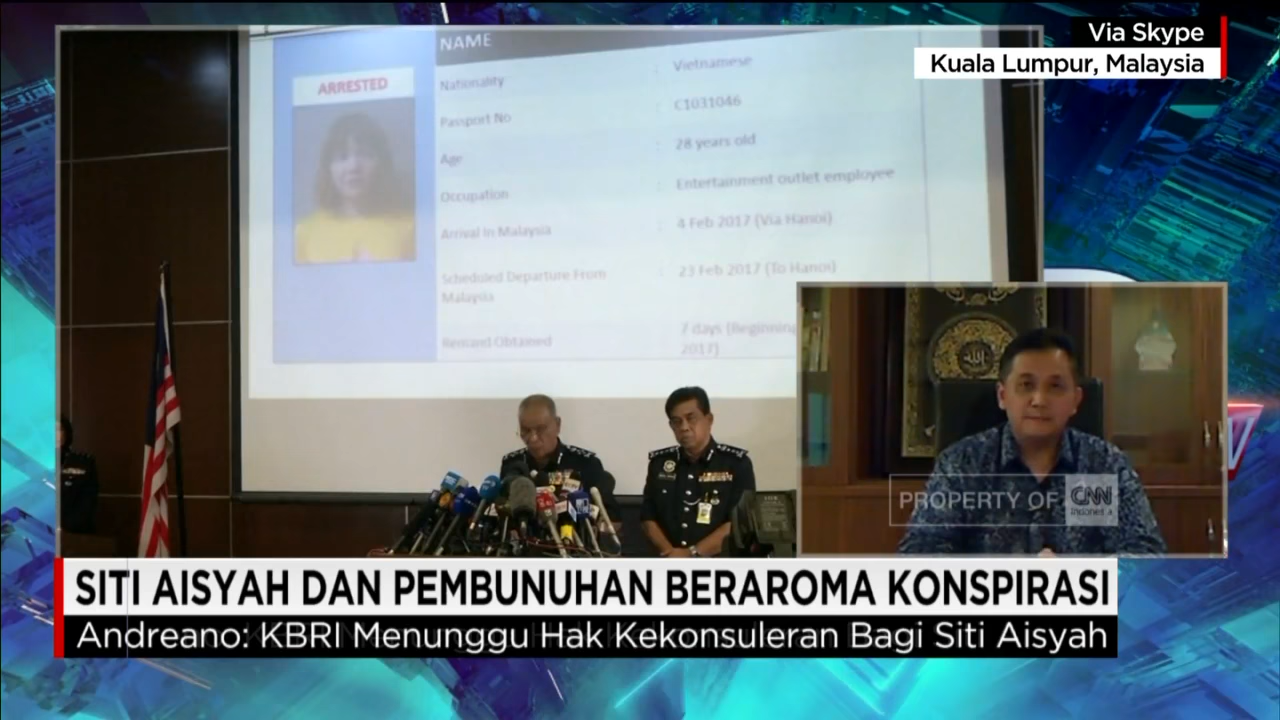 Via Skype
Kuala Lumpur, Malaysia
NAME
ARRESTED
Nationality : Vietnamese
Passport No : C1031046
Age : 28 years old
Occupation : Entertainment outlet employee
Arrival In Malaysia : 4 Feb 2017 (Via Hanoi)
Scheduled Departure From : 23 Feb 2017 (To Hanoi)
Malaysia
Remand Obtained : 7 days (Beginning
2017)
PROPERTY OF CNN
Indonesia
SITI AISYAH DAN PEMBUNUHAN BERAROMA KONSPIRASI
Andreano: KBRI Menunggu Hak Kekonsuleran Bagi Siti Aisyah